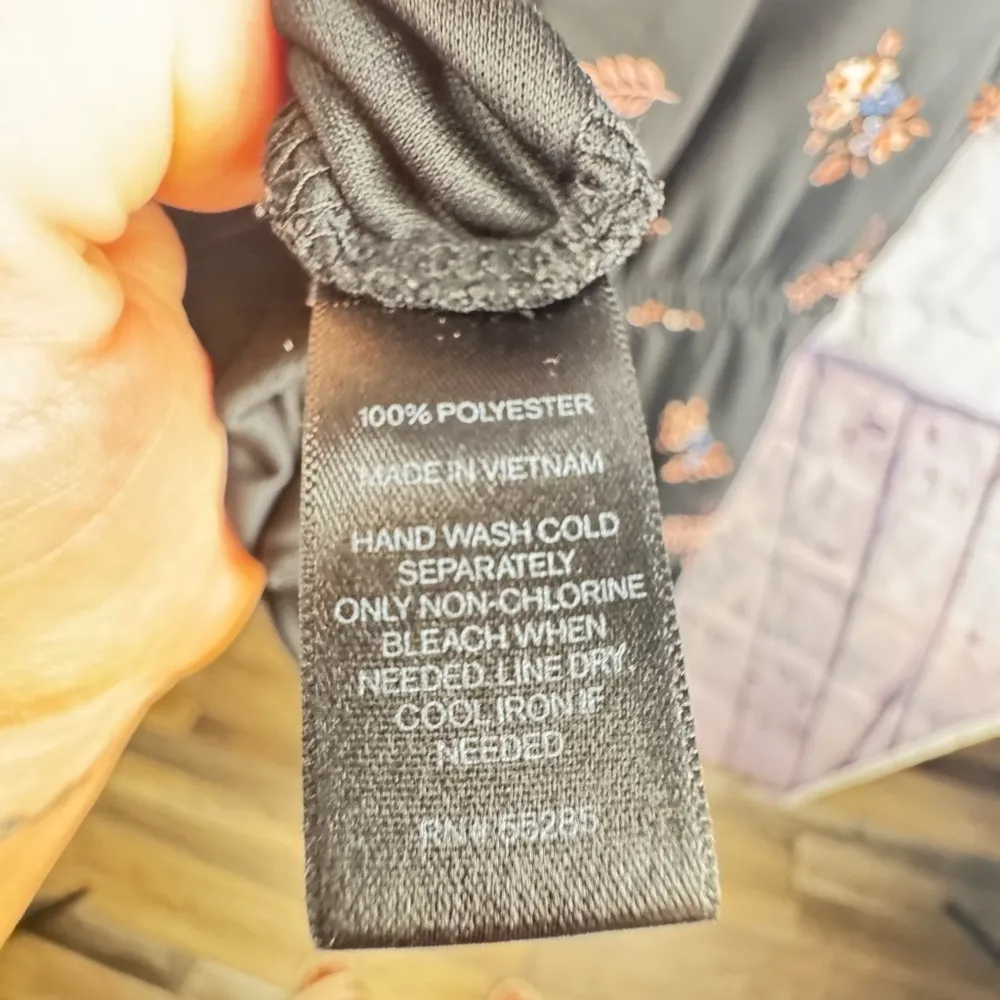 100% POLYESTER
MADE IN VIETNAM
HAND WASH COLD
SEPARATELY.
ONLY NON-CHLORINE
BLEACH WHEN
NEEDED. LINE DRY.
COOL IRON IF
NEEDED
RN# 55285